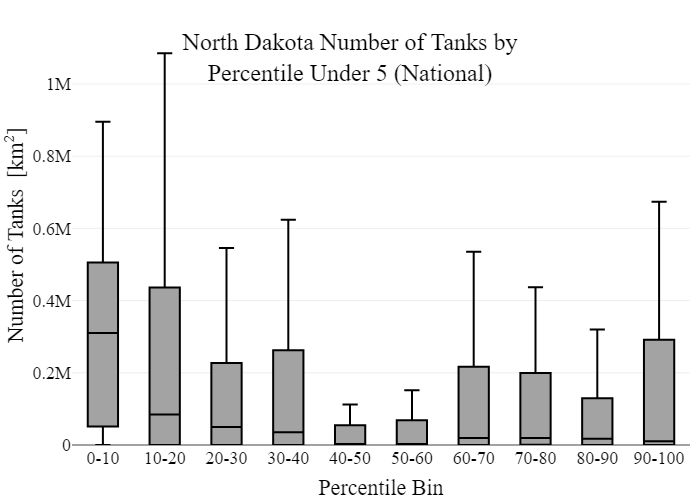 North Dakota Number of Tanks by
Percentile Under 5 (National)
Number of Tanks [km²]
1M
0.8M
0.6M
0.4M
0.2M
0
0-10 10-20 20-30 30-40 40-50 50-60 60-70 70-80 80-90 90-100
Percentile Bin